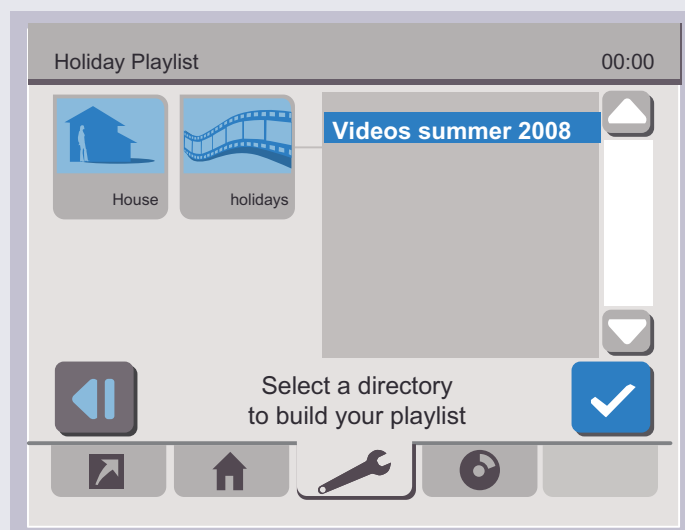 Holiday Playlist 00:00
Videos summer 2008
House
holidays
Select a directory
to build your playlist